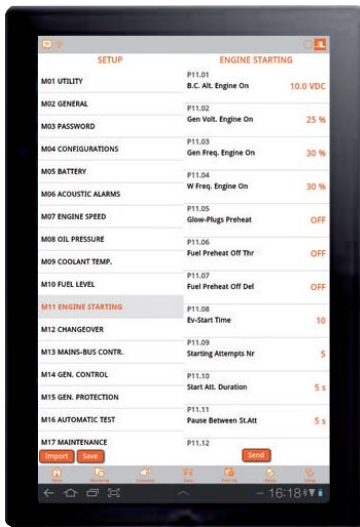 SETUP
M01 UTILITY
M02 GENERAL
M03 PASSWORD
M04 CONFIGURATIONS
M05 BATTERY
M06 ACOUSTIC ALARMS
M07 ENGINE SPEED
M08 OIL PRESSURE
M09 COOLANT TEMP.
M10 FUEL LEVEL
M11 ENGINE STARTING
M12 CHANGEOVER
M13 MAINS-BUS CONTR.
M14 GEN. CONTROL
M15 GEN. PROTECTION
M16 AUTOMATIC TEST
M17 MAINTENANCE
Import Save
ENGINE STARTING
P11.01
B.C. Alt. Engine On 10.0 VDC
P11.02
Gen Volt. Engine On 25 %
P11.03
Gen Freq. Engine On 30 %
P11.04
W Freq. Engine On 30 %
P11.05
Glow-Plugs Preheat OFF
P11.06
Fuel Preheat Off Thr OFF
P11.07
Fuel Preheat Off Del OFF
P11.08
Ev-Start Time 10
P11.09
Starting Attempts Nr 5
P11.10
Start Att. Duration 5 s
P11.11
Pause Between St.Att 5 s
P11.12
Send
16:18